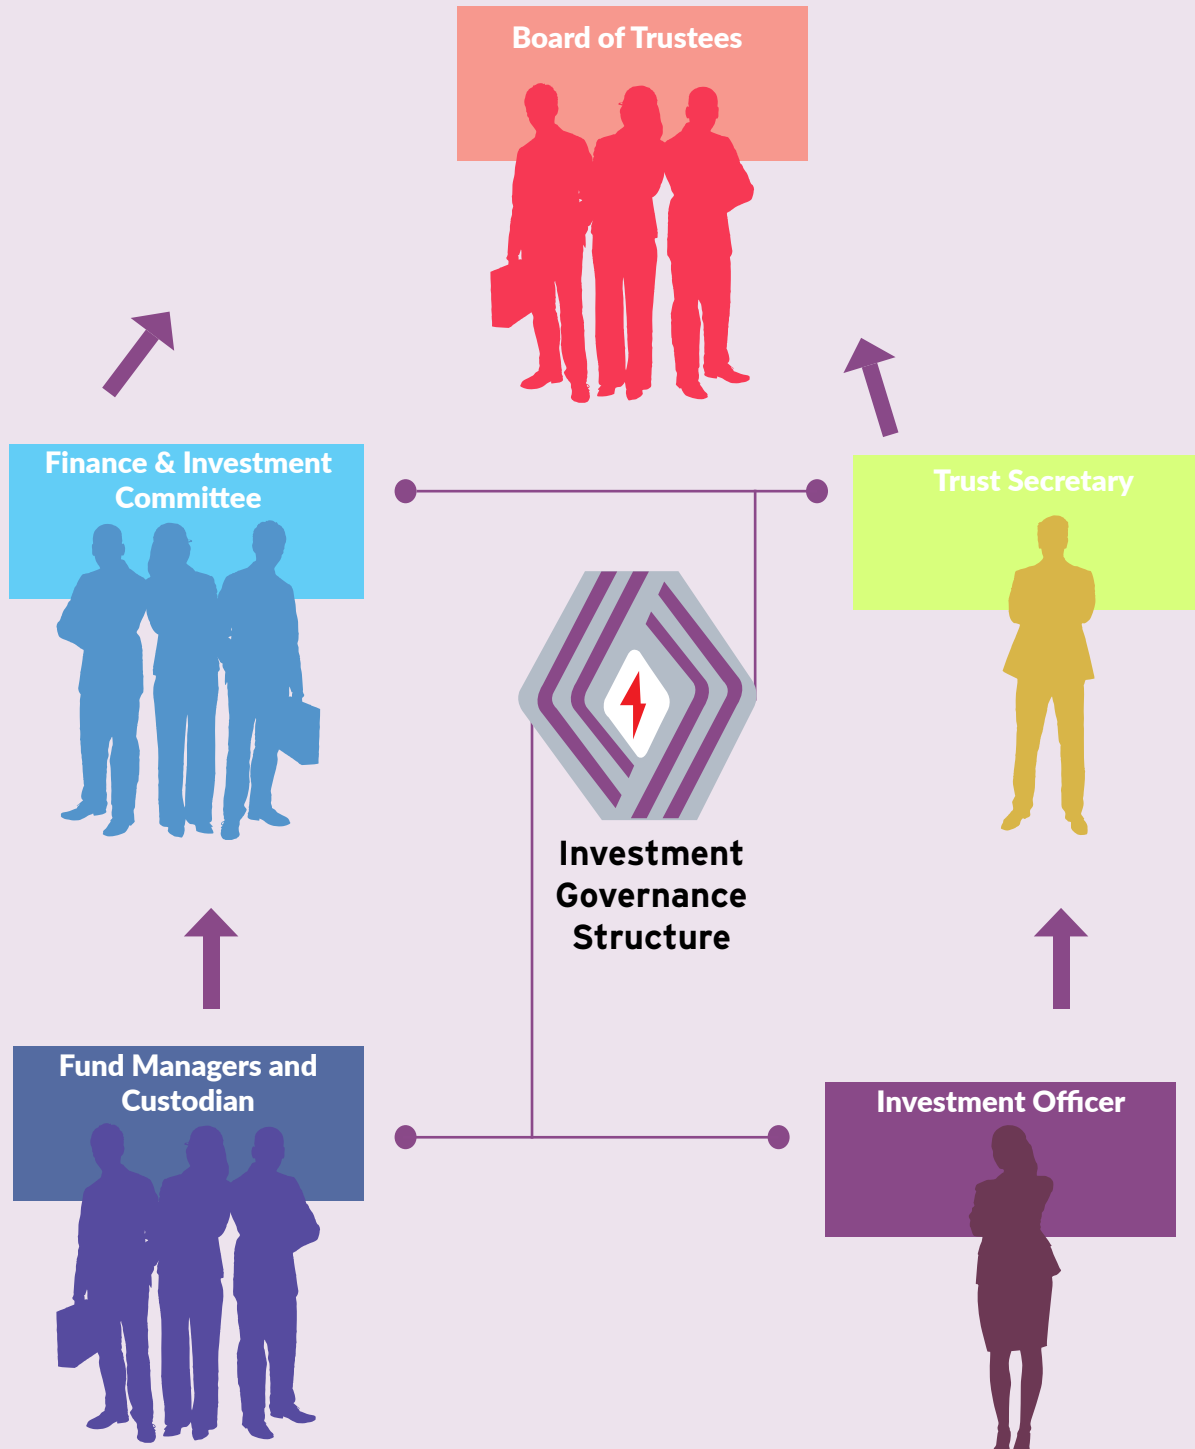 Board of Trustees
Finance & Investment
Committee
Trust Secretary
Investment
Governance
Structure
Fund Managers and
Custodian
Investment Officer